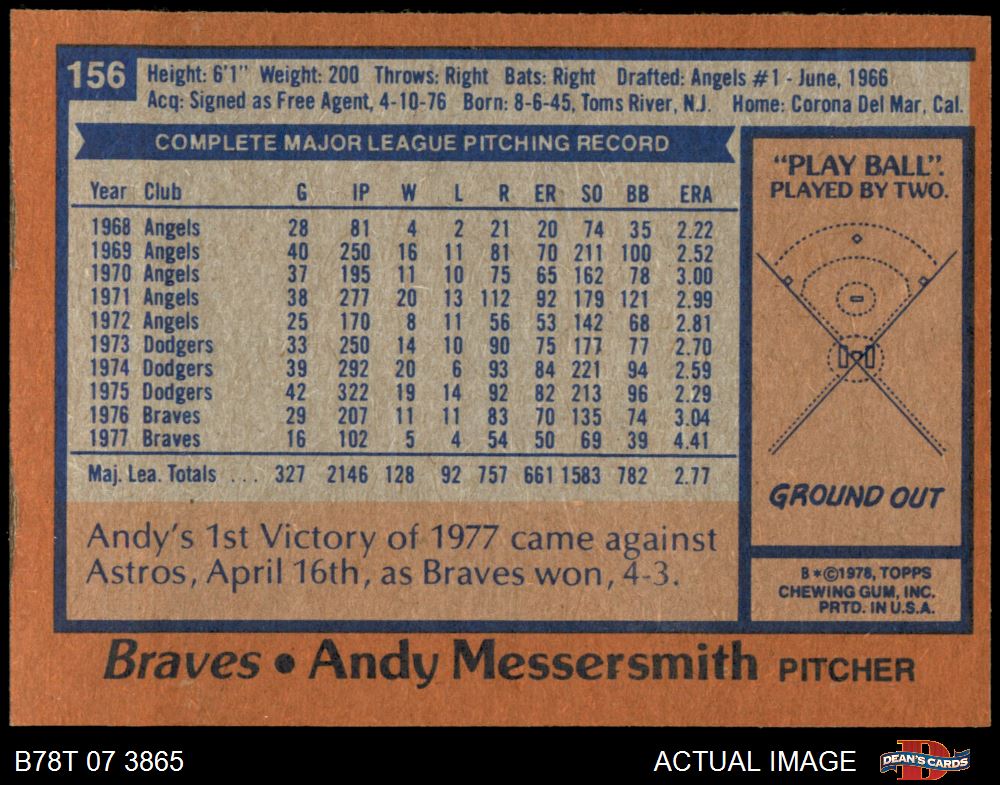 156
Height: 6'1" Weight: 200 Throws: Right Bats: Right Drafted: Angels #1 - June, 1966
Acq: Signed as Free Agent, 4-10-76 Born: 8-6-45, Toms River, N.J. Home: Corona Del Mar, Cal.
COMPLETE MAJOR LEAGUE PITCHING RECORD
Year Club G IP W L R ER SO BB ERA
1968 Angels 28 81 4 2 21 20 74 35 2.22
1969 Angels 40 250 16 11 81 70 211 100 2.52
1970 Angels 37 195 11 10 75 65 162 78 3.00
1971 Angels 38 277 20 13 112 92 179 121 2.99
1972 Angels 25 170 8 11 56 53 142 68 2.81
1973 Dodgers 33 250 14 10 90 75 177 77 2.70
1974 Dodgers 39 292 20 6 93 84 221 94 2.59
1975 Dodgers 42 322 19 14 92 82 213 96 2.29
1976 Braves 29 207 11 11 83 70 135 74 3.04
1977 Braves 16 102 5 4 54 50 69 39 4.41
Maj. Lea. Totals ... 327 2146 128 92 757 661 1583 782 2.77
Andy's 1st Victory of 1977 came against
Astros, April 16th, as Braves won, 4-3.
"PLAY BALL".
PLAYED BY TWO.
GROUND OUT
B*©1978, TOPPS
CHEWING GUM, INC.
PRTD. IN U.S.A.
Braves • Andy Messersmith PITCHER
B78T 07 3865
ACTUAL IMAGE
D
DEAN'S CARDS